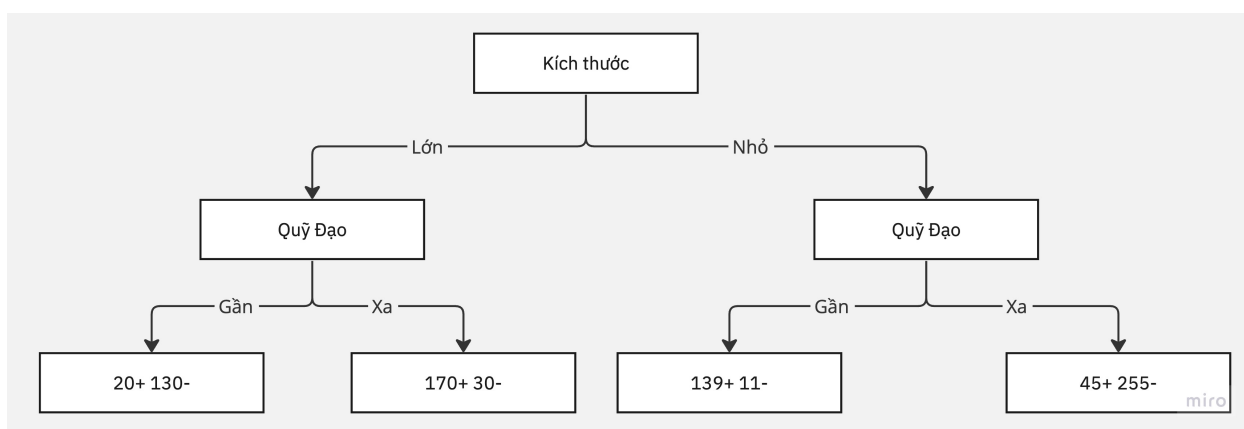 Kích thước
Lớn
Nhỏ
Quỹ Đạo
Quỹ Đạo
Gần
Xa
Gần
Xa
20+ 130-
170+ 30-
139+ 11-
45+ 255-
miro